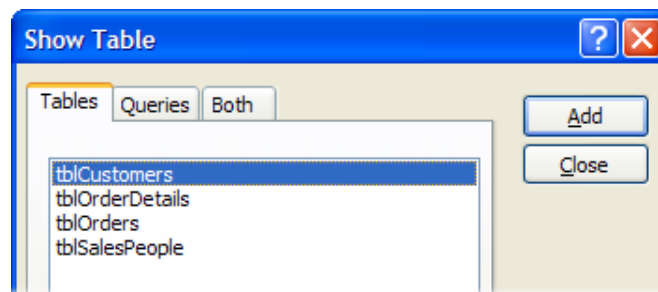 Show Table
?
Tables Queries Both
Add
Close
tblCustomers
tblOrderDetails
tblOrders
tblSalesPeople